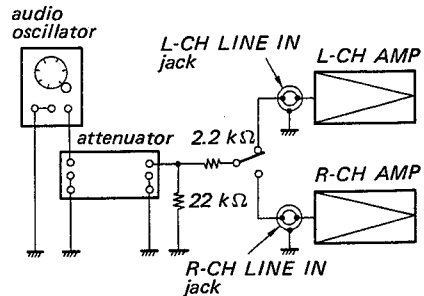 audio
oscillator
L-CH LINE IN
jack
L-CH AMP
attenuator
2.2 kΩ
22 kΩ
R-CH AMP
R-CH LINE IN
jack